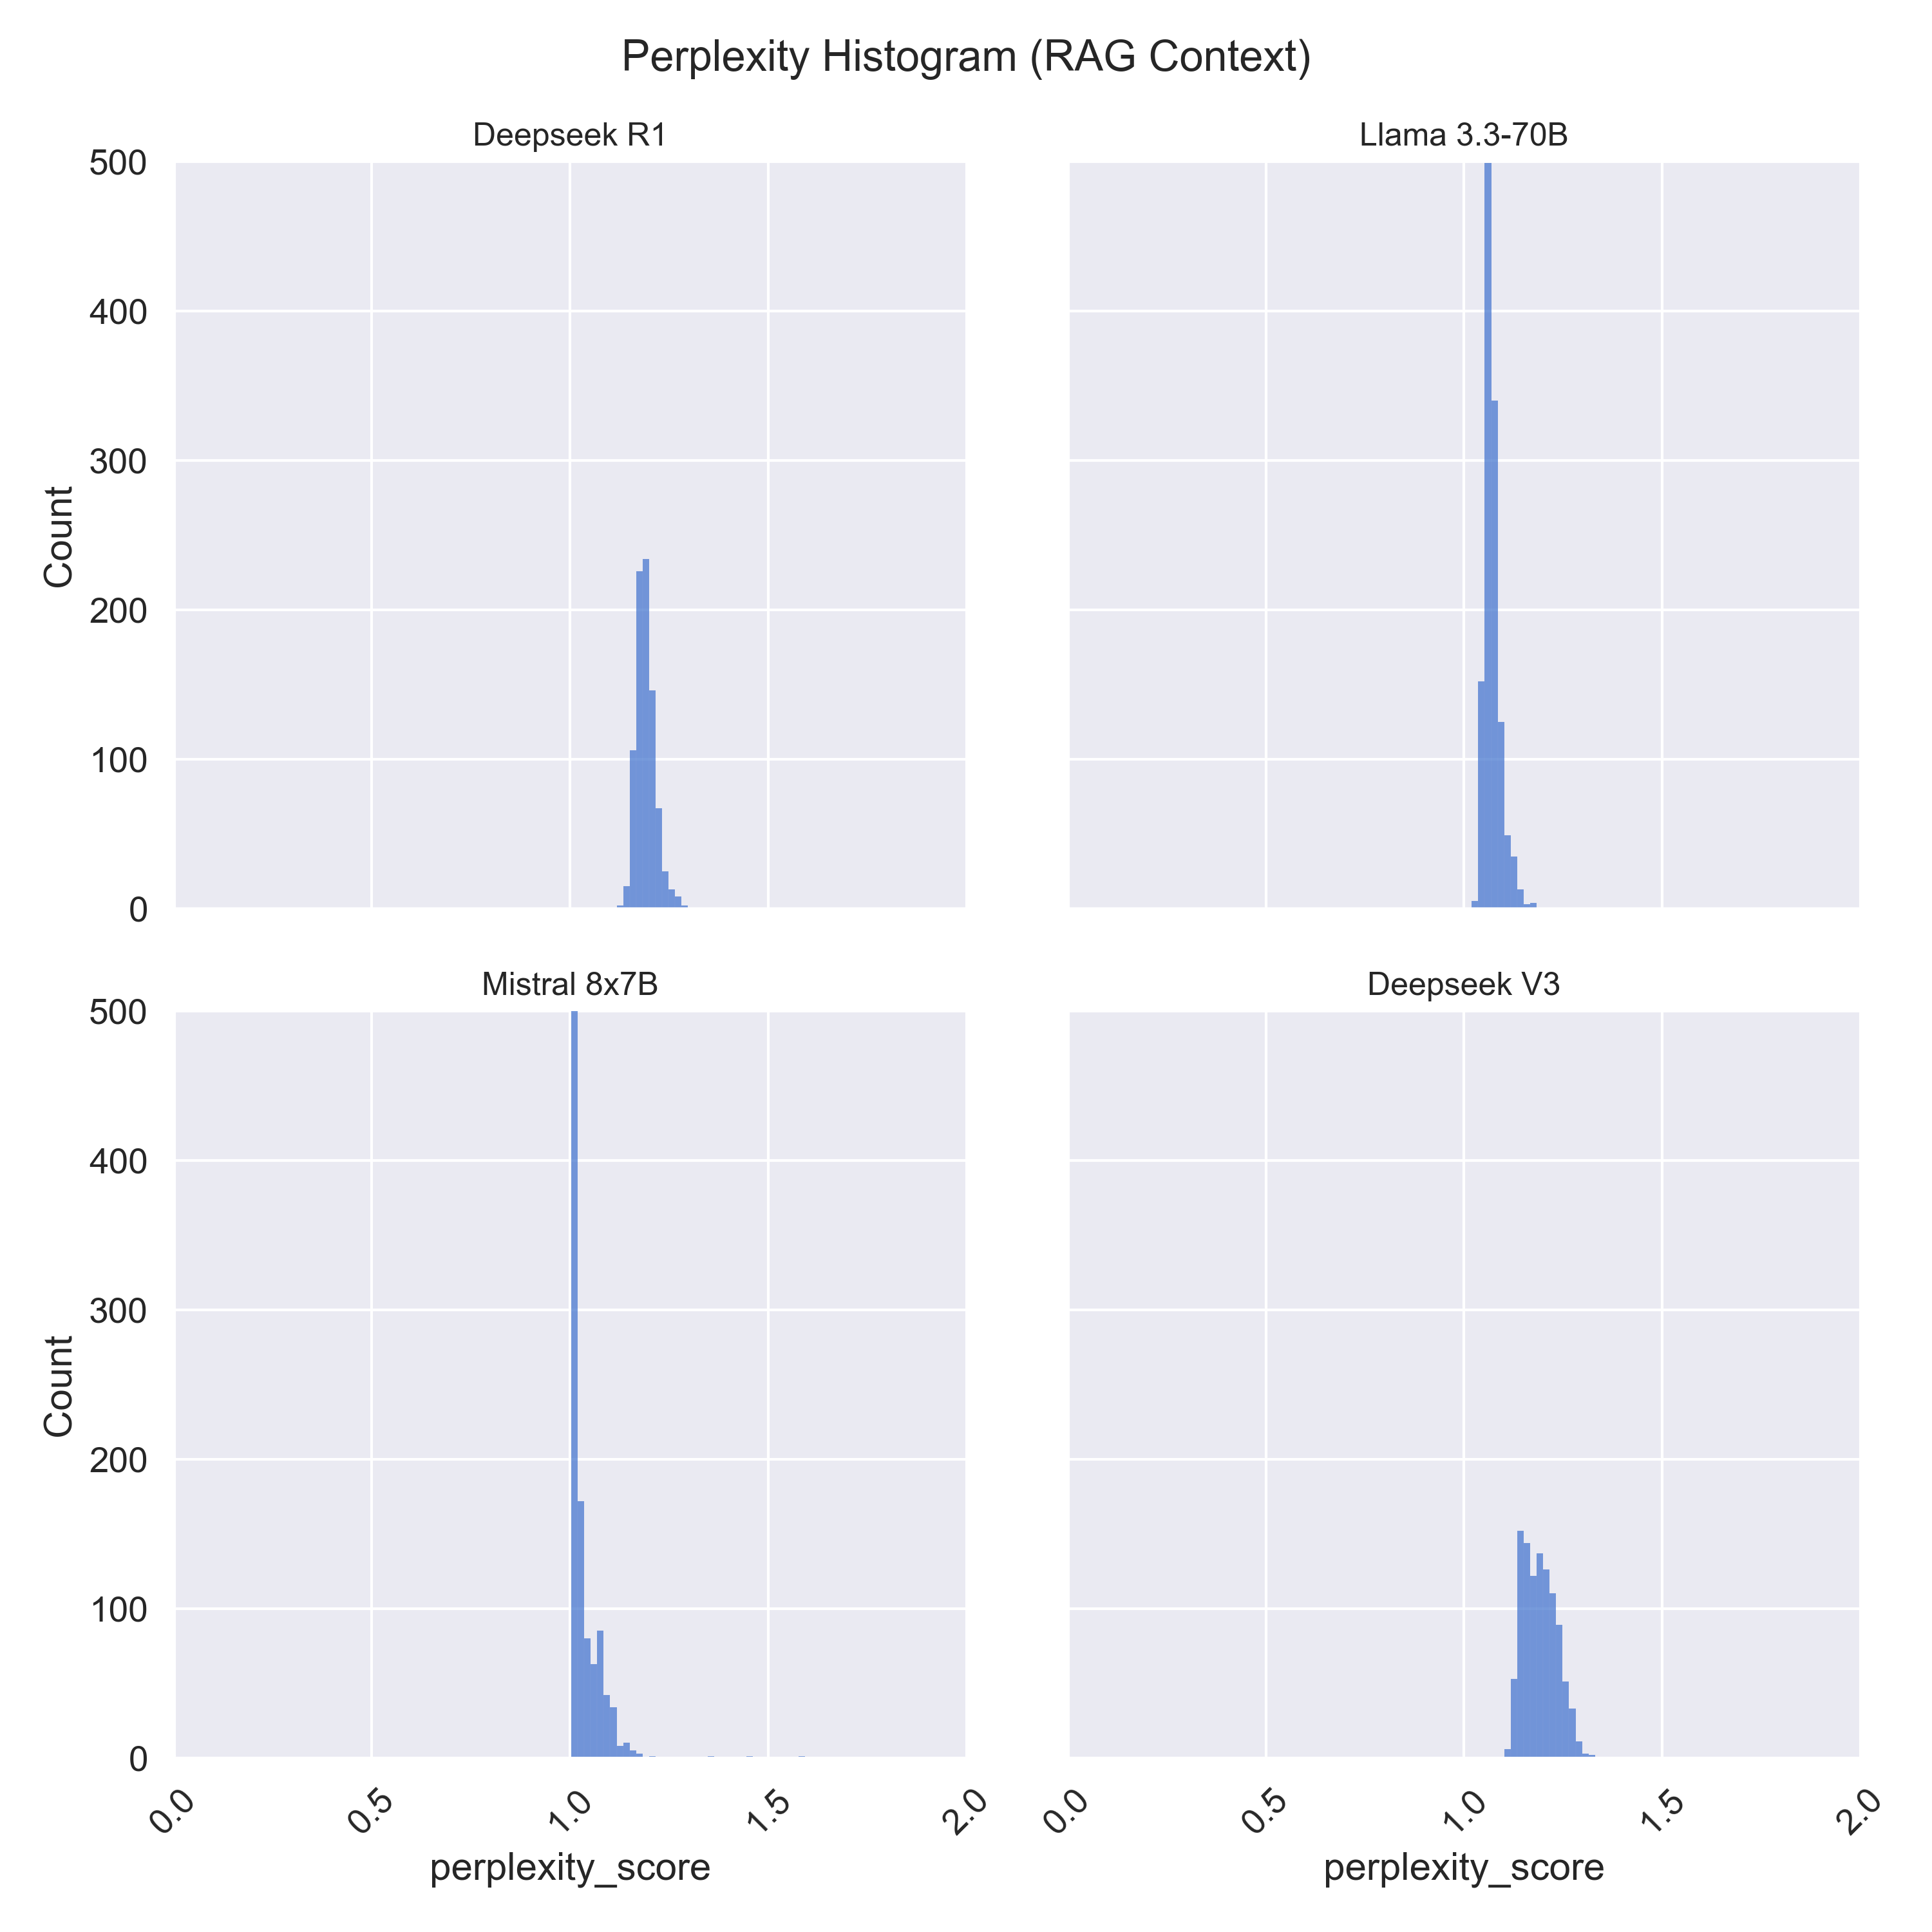 Perplexity Histogram (RAG Context)
Deepseek R1
Llama 3.3-70B
500
400
300
200
100
0
Count
Mistral 8x7B
Deepseek V3
500
400
300
200
100
0
Count
0.0 0.5 1.0 1.5 2.0
0.0 0.5 1.0 1.5 2.0
perplexity_score
perplexity_score